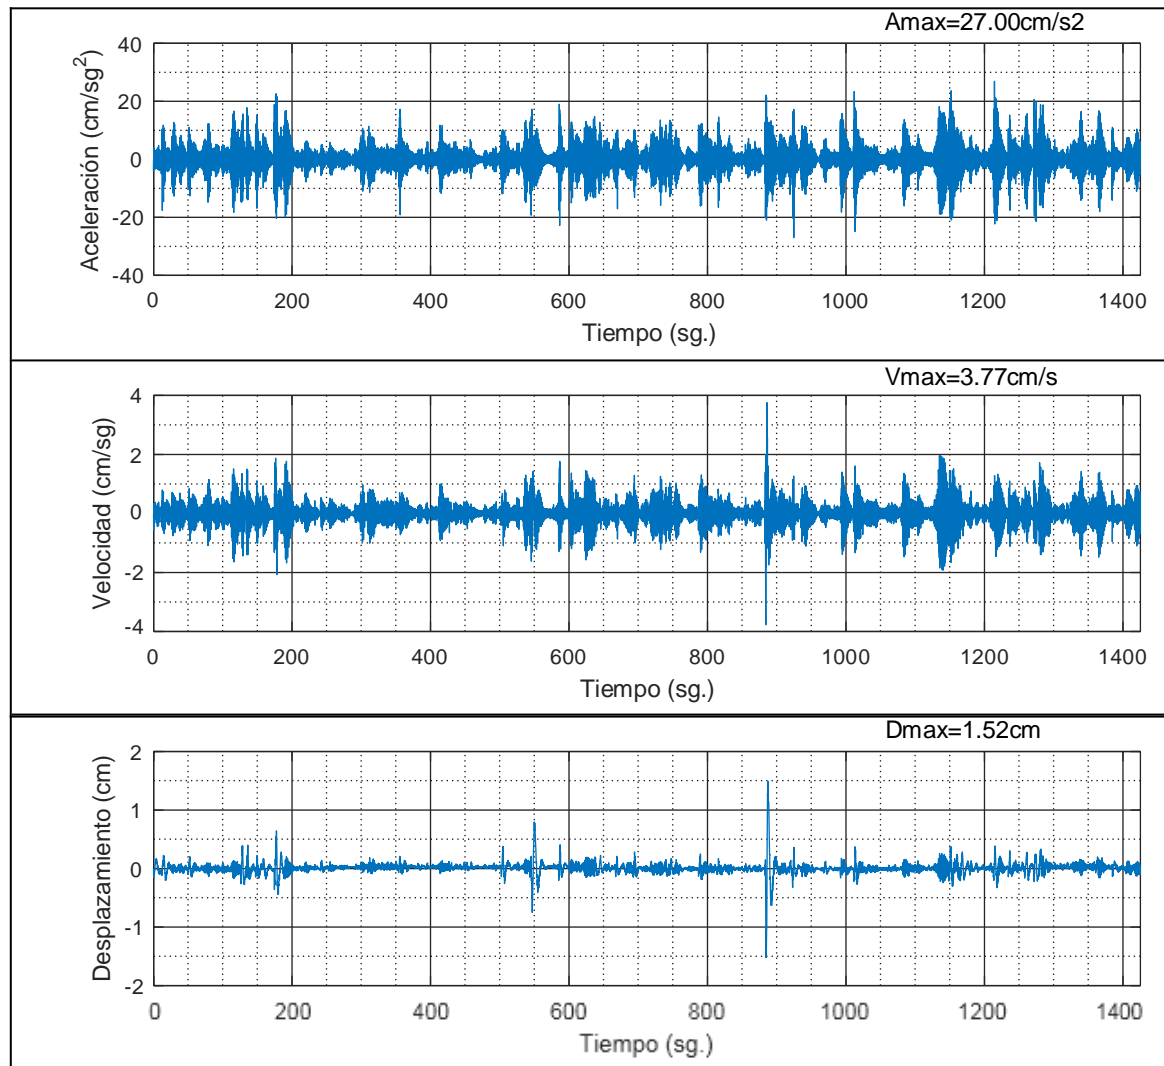 Amax=27.00cm/s2
40
20
0
-20
-40
Aceleración (cm/sg2)
0 200 400 600 800 1000 1200 1400
Tiempo (sg.)
Vmax=3.77cm/s
4
2
0
-2
-4
Velocidad (cm/sg)
0 200 400 600 800 1000 1200 1400
Tiempo (sg.)
Dmax=1.52cm
2
1
0
-1
-2
Desplazamiento (cm)
0 200 400 600 800 1000 1200 1400
Tiempo (sg.)